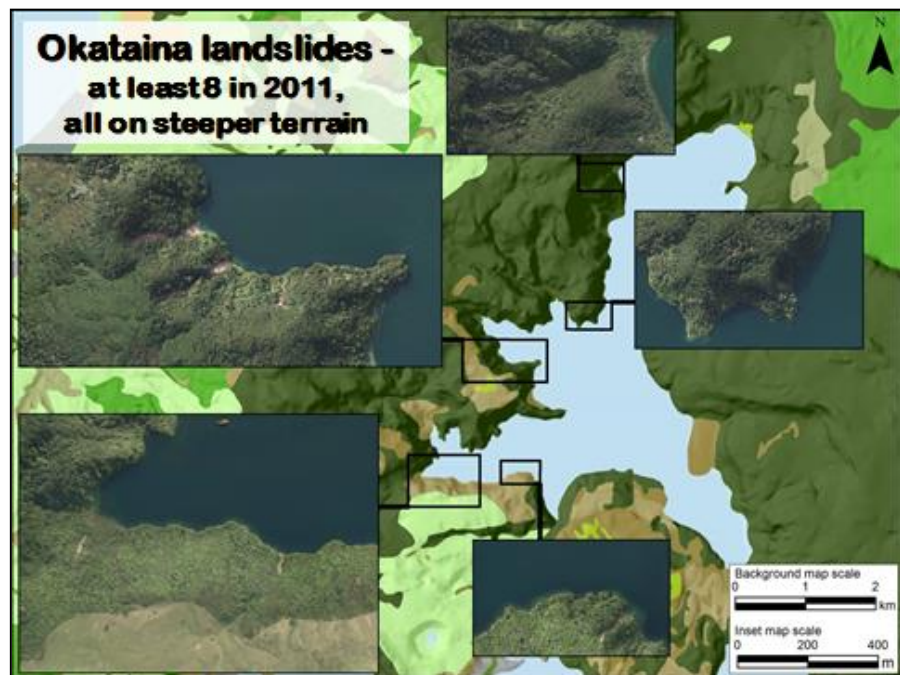 Okataina landslides -
at least 8 in 2011,
all on steeper terrain
N
Background map scale
0 1 2
km
Inset map scale
0 200 400
m